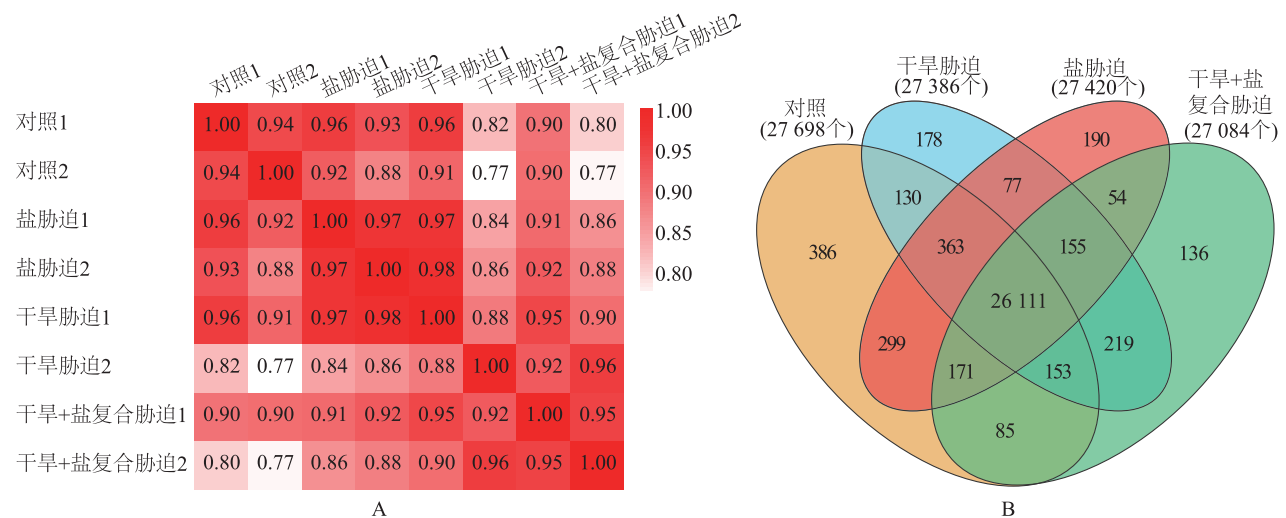 对照1 对照2 盐胁迫1 盐胁迫2 干旱胁迫1 干旱胁迫2 干旱+盐复合胁迫1 干旱+盐复合胁迫2
对照1 1.00 0.94 0.96 0.93 0.96 0.82 0.90 0.80
对照2 0.94 1.00 0.92 0.88 0.91 0.77 0.90 0.77
盐胁迫1 0.96 0.92 1.00 0.97 0.97 0.84 0.91 0.86
盐胁迫2 0.93 0.88 0.97 1.00 0.98 0.86 0.92 0.88
干旱胁迫1 0.96 0.91 0.97 0.98 1.00 0.88 0.95 0.90
干旱胁迫2 0.82 0.77 0.84 0.86 0.88 1.00 0.92 0.96
干旱+盐复合胁迫1 0.90 0.90 0.91 0.92 0.95 0.92 1.00 0.95
干旱+盐复合胁迫2 0.80 0.77 0.86 0.88 0.90 0.96 0.95 1.00
1.00
0.95
0.90
0.85
0.80
A
对照
(27 698个)
干旱胁迫
(27 386个)
盐胁迫
(27 420个)
干旱+盐
复合胁迫
(27 084个)
178 190
130 77 54
386 363 155 136
26 111
299 219
171 153
85
B